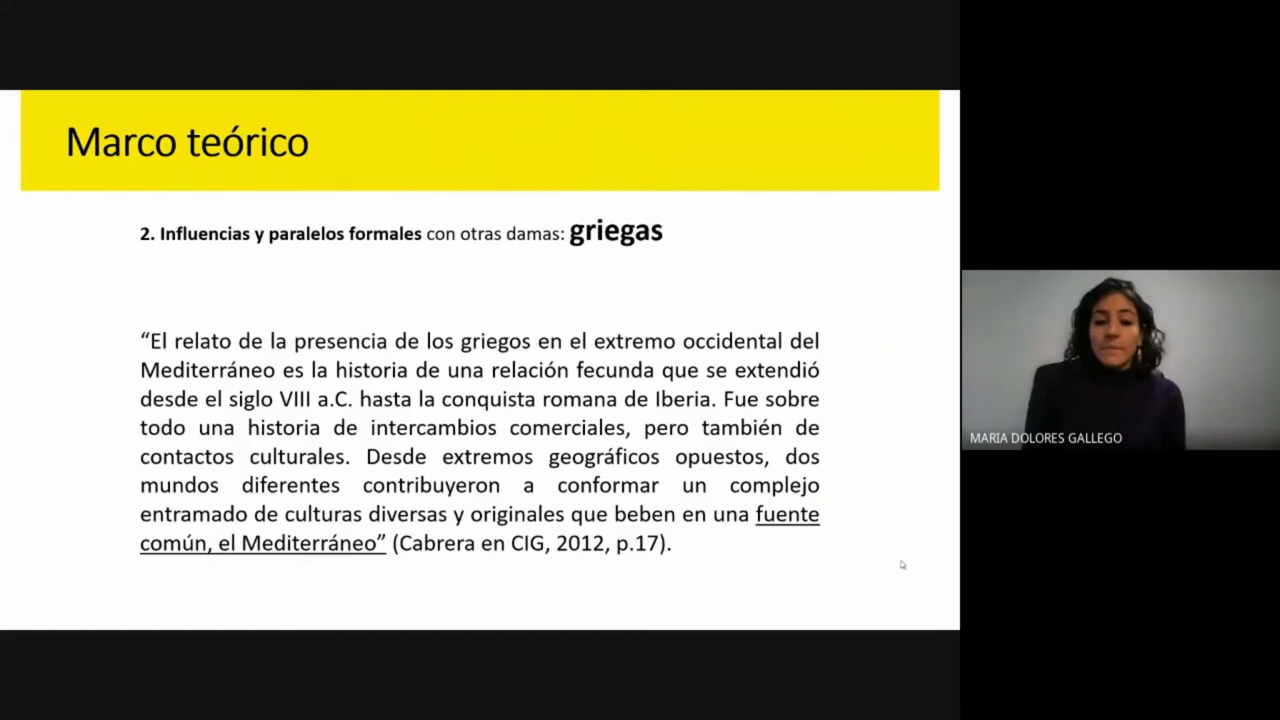 Marco teórico
2. Influencias y paralelos formales con otras damas: griegas
“El relato de la presencia de los griegos en el extremo occidental del
Mediterráneo es la historia de una relación fecunda que se extendió
desde el siglo VIII a.C. hasta la conquista romana de Iberia. Fue sobre
todo una historia de intercambios comerciales, pero también de
contactos culturales. Desde extremos geográficos opuestos, dos
mundos diferentes contribuyeron a conformar un complejo
entramado de culturas diversas y originales que beben en una fuente
común, el Mediterráneo” (Cabrera en CIG, 2012, p.17).
MARIA DOLORES GALLEGO